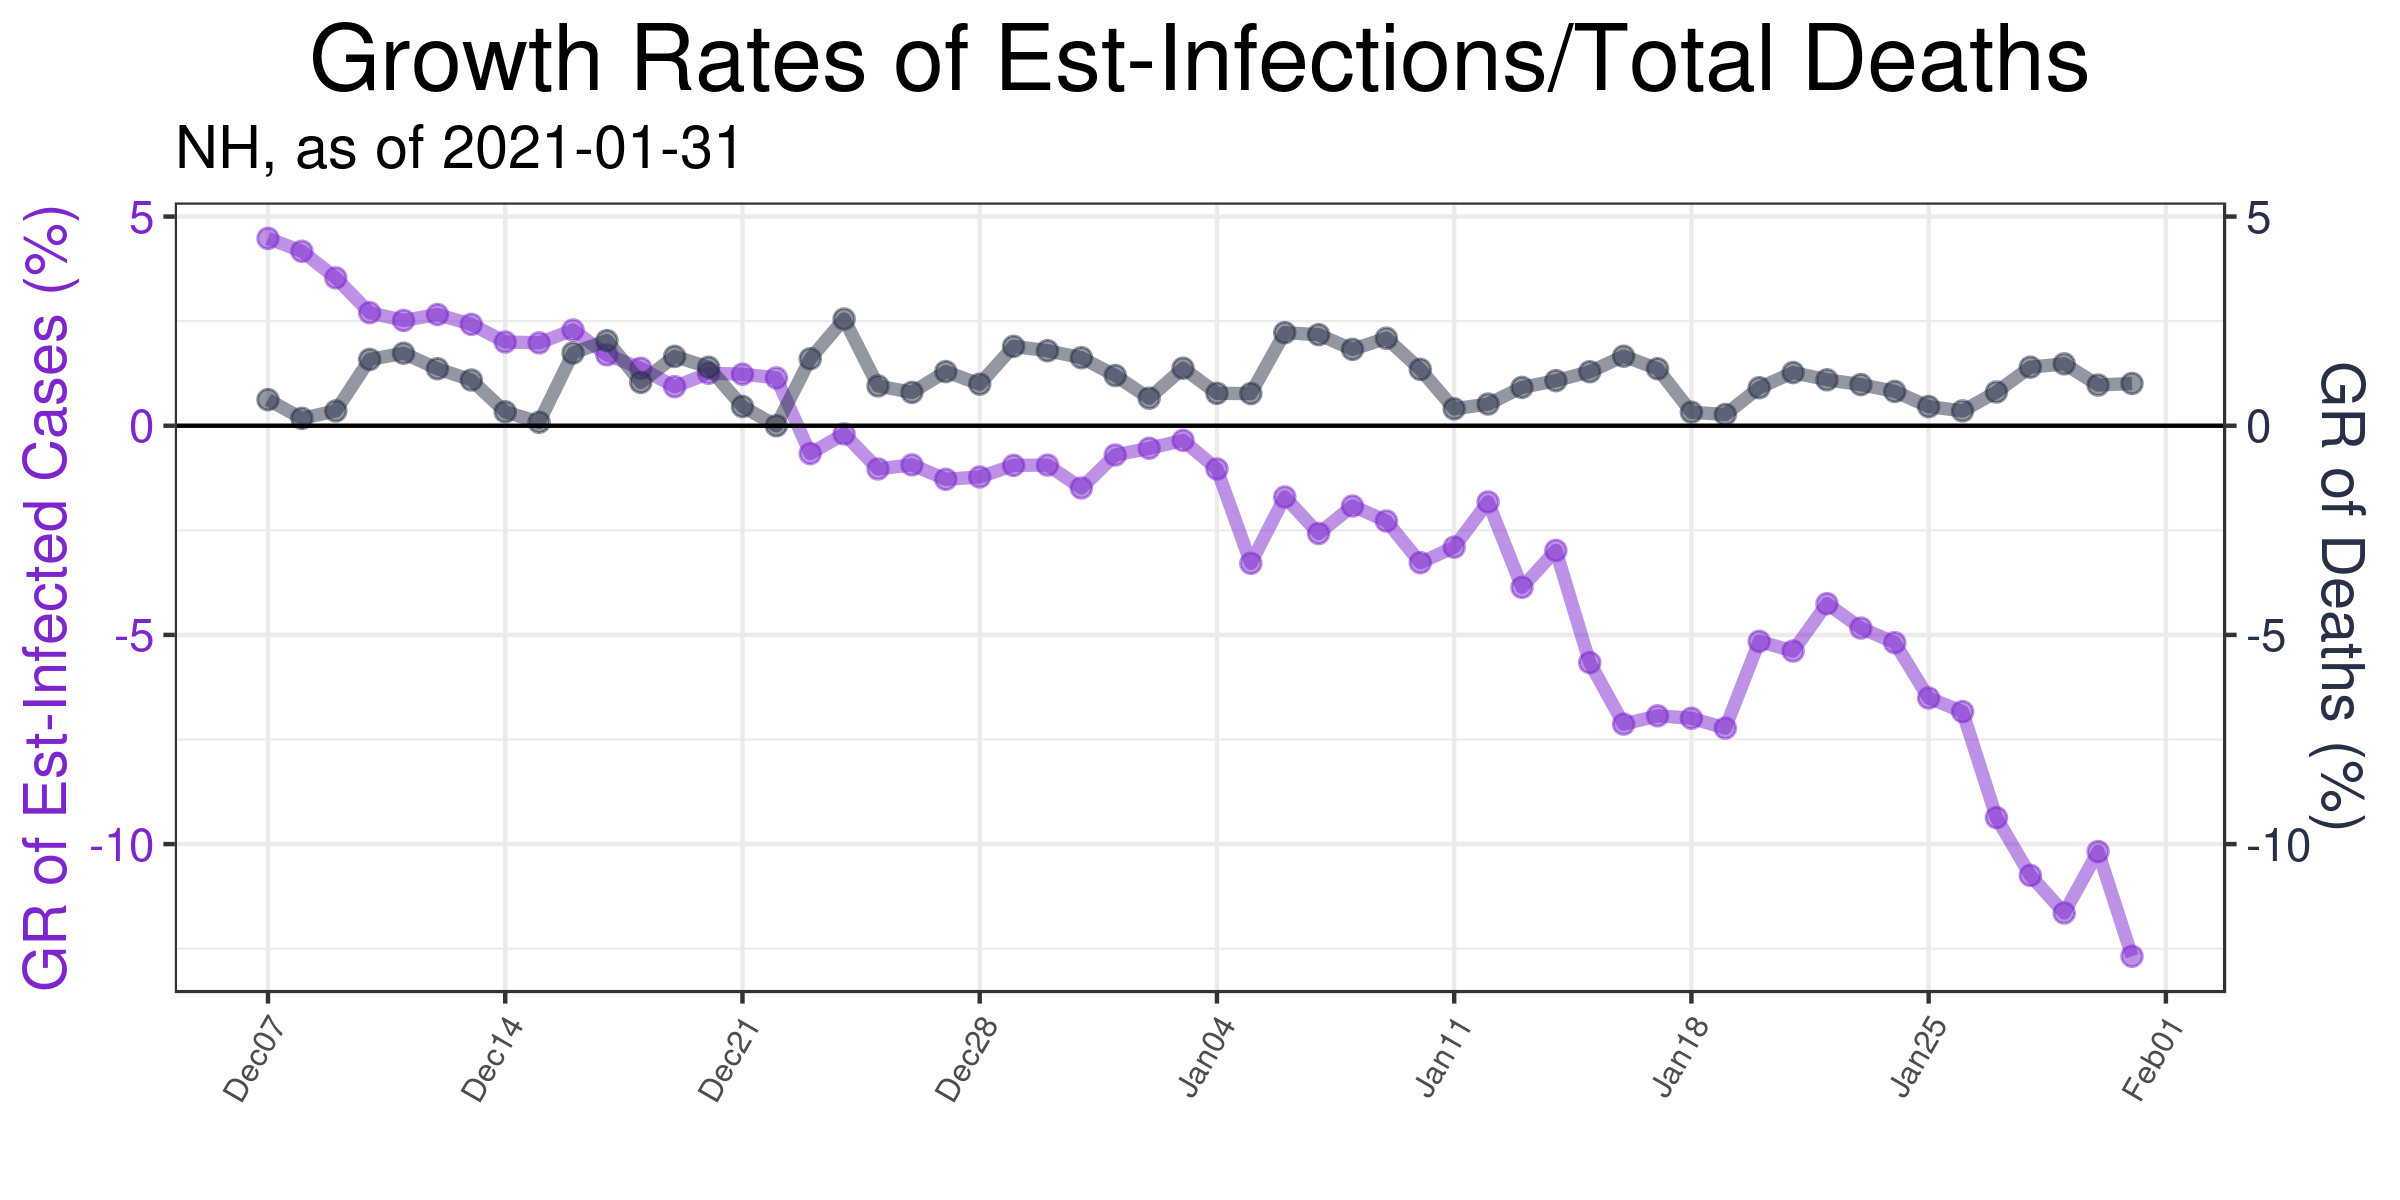 Growth Rates of Est-Infections/Total Deaths
NH, as of 2021-01-31
GR of Est-Infected Cases (%)
5
0
-5
-10
5
0
-5
-10
GR of Deaths (%)
Dec07
Dec14
Dec21
Dec28
Jan04
Jan11
Jan18
Jan25
Feb01